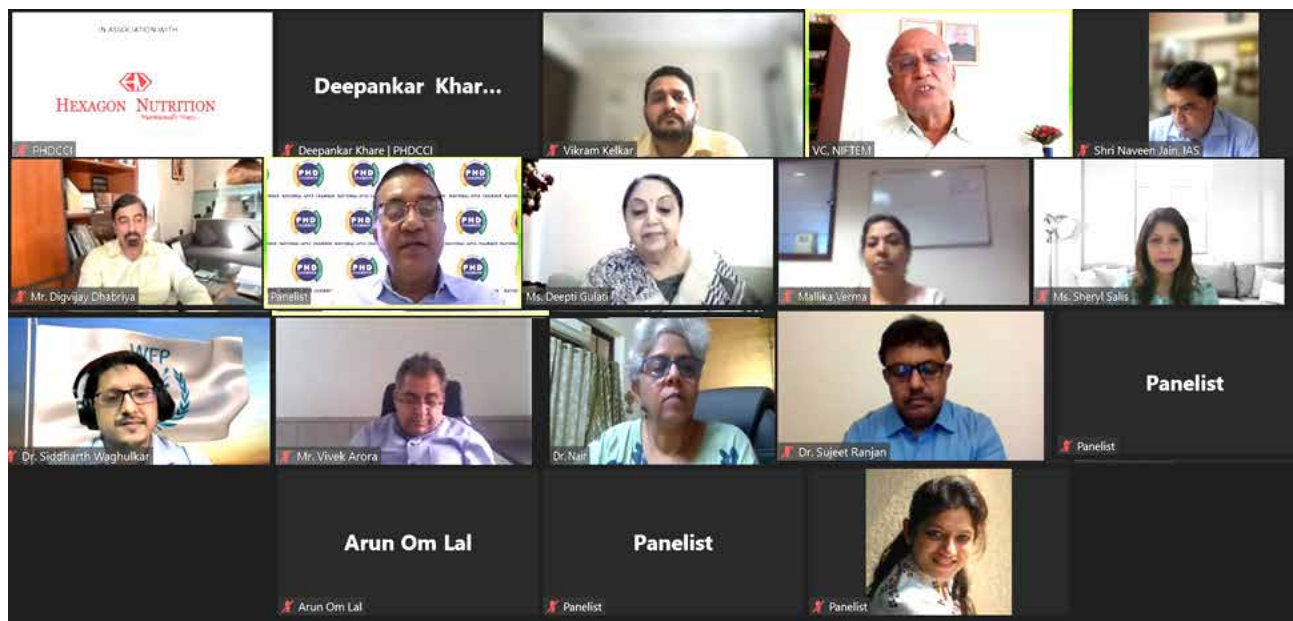 IN ASSOCIATION WITH
HEXAGON NUTRITION
PHDCCI
Deepankar Khar...
Deepankar Khare | PHDCCI
Vikram Kelkar
VC, NIFTEM
Shri Naveen Jain, IAS
Mr. Digvijay Dhabriya
PHD
Panelist
Ms. Deepti Gulati
Mallika Verma
Ms. Sheryl Salis
WFP
Dr. Siddharth Waghulkar
Mr. Vivek Arora
Dr. Nair
Dr. Sujeet Ranjan
Panelist
Panelist
Arun Om Lal
Arun Om Lal
Panelist
Panelist
Panelist